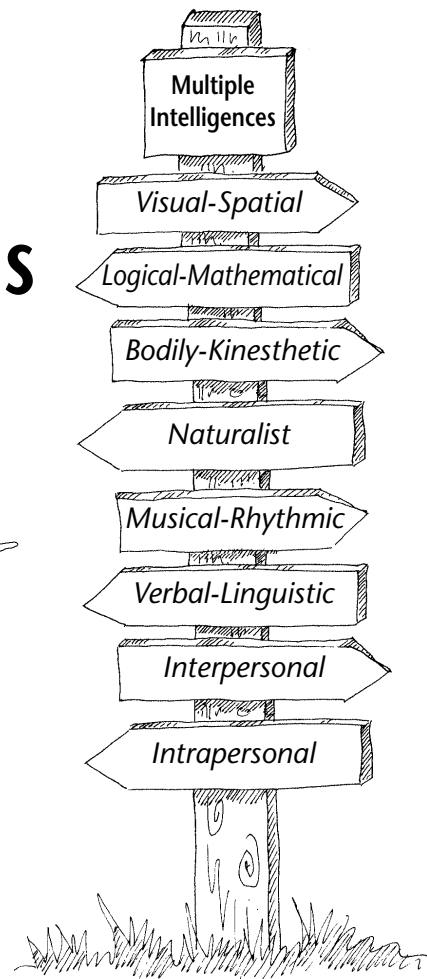 Multiple
Intelligences
Visual-Spatial
s
Logical-Mathematical
Bodily-Kinesthetic
Naturalist
Musical-Rhythmic
Verbal-Linguistic
Interpersonal
Intrapersonal